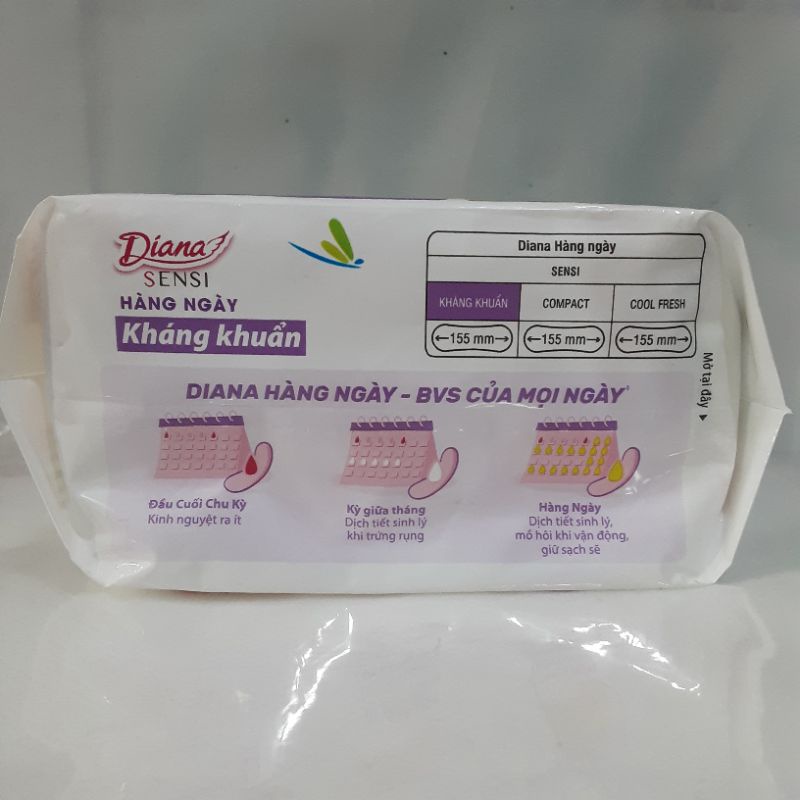 Diana
SENSI
HÀNG NGÀY
Kháng khuẩn
Diana Hàng ngày
SENSI
KHÁNG KHUẨN COMPACT COOL FRESH
←155 mm→ ←155 mm→ ←155 mm→
Mở tại đây ▶
DIANA HÀNG NGÀY - BVS CỦA MỌI NGÀY
Đầu Cuối Chu Kỳ
Kinh nguyệt ra ít
Kỳ giữa tháng
Dịch tiết sinh lý
khi trứng rụng
Hàng Ngày
Dịch tiết sinh lý,
mồ hôi khi vận động,
giữ sạch sẽ